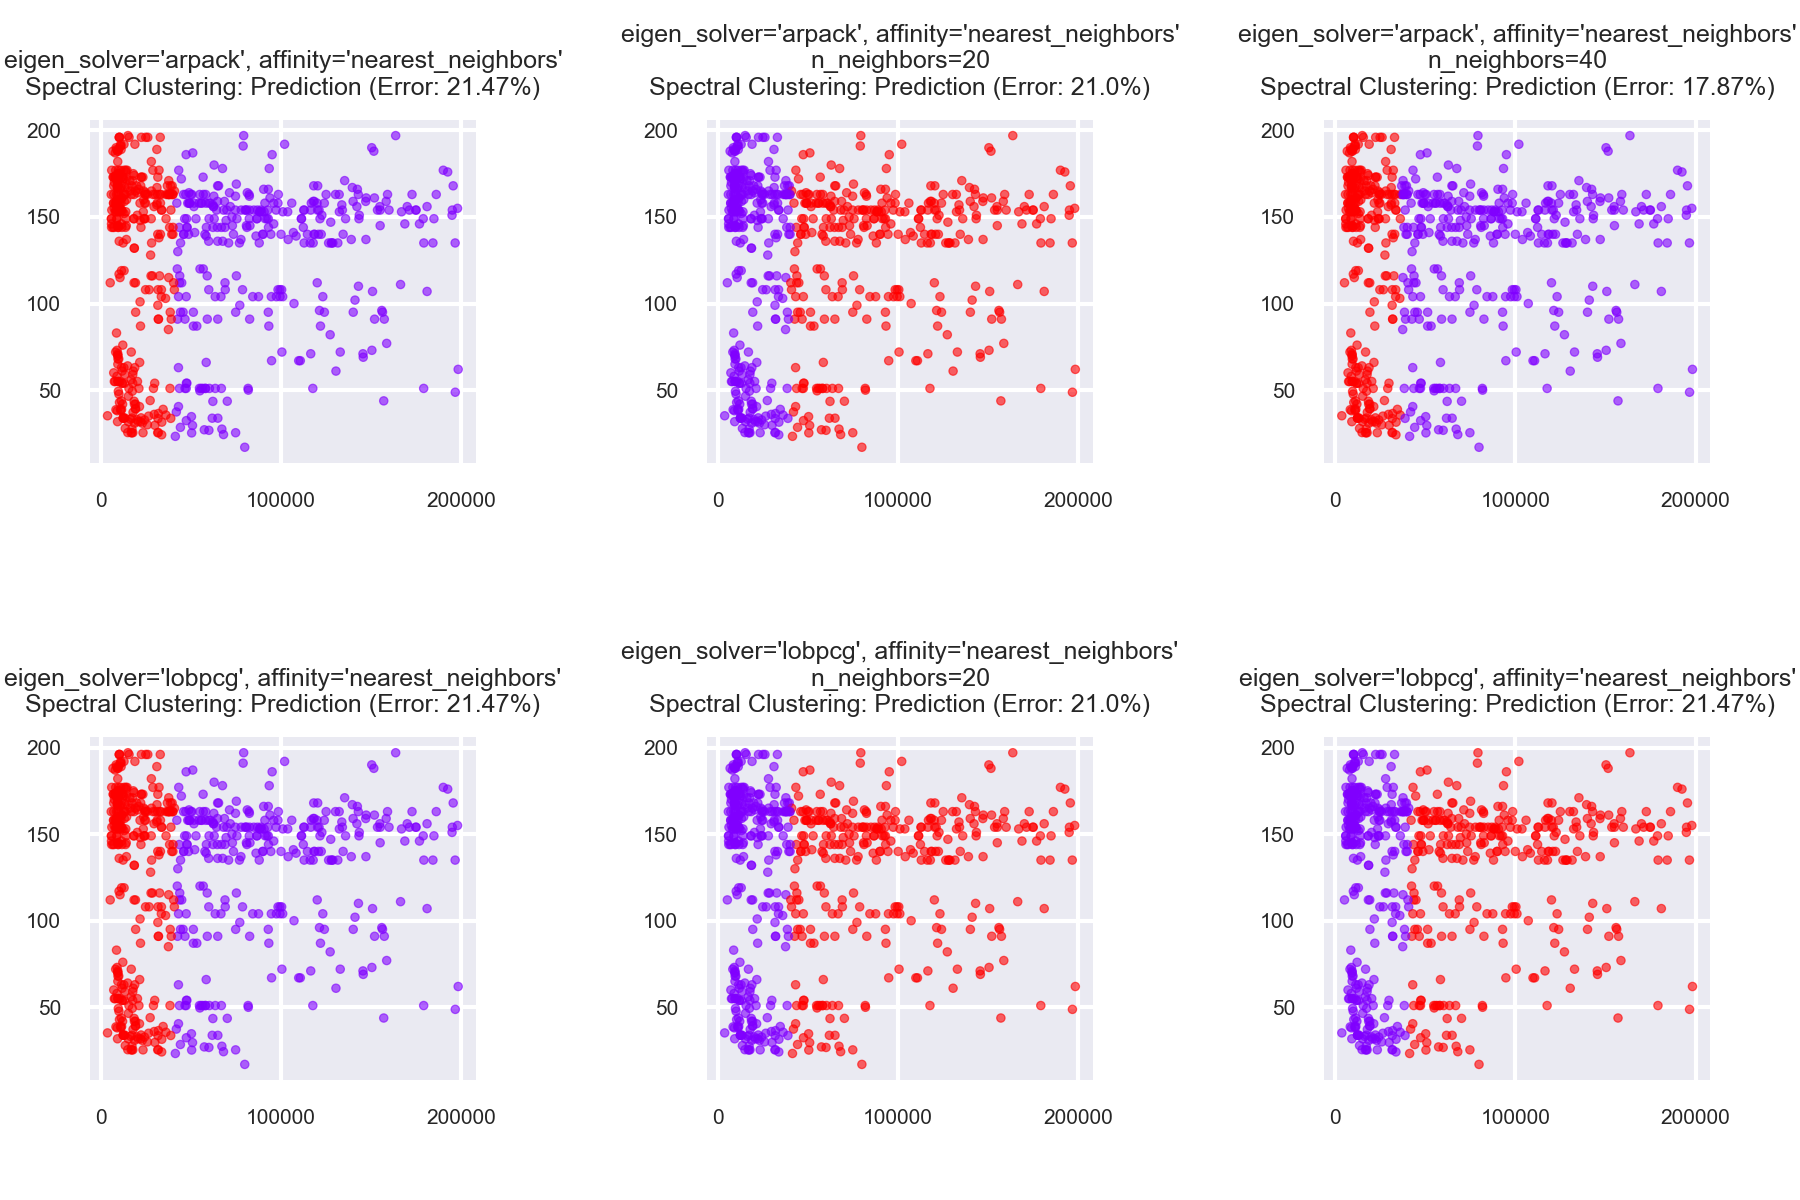 eigen_solver='arpack', affinity='nearest_neighbors'
Spectral Clustering: Prediction (Error: 21.47%)
200
150
100
50
0
100000
200000
eigen_solver='arpack', affinity='nearest_neighbors'
n_neighbors=20
Spectral Clustering: Prediction (Error: 21.0%)
200
150
100
50
0
100000
200000
eigen_solver='arpack', affinity='nearest_neighbors'
n_neighbors=40
Spectral Clustering: Prediction (Error: 17.87%)
200
150
100
50
0
100000
200000
eigen_solver='lobpcg', affinity='nearest_neighbors'
Spectral Clustering: Prediction (Error: 21.47%)
200
150
100
50
0
100000
200000
eigen_solver='lobpcg', affinity='nearest_neighbors'
n_neighbors=20
Spectral Clustering: Prediction (Error: 21.0%)
200
150
100
50
0
100000
200000
eigen_solver='lobpcg', affinity='nearest_neighbors'
Spectral Clustering: Prediction (Error: 21.47%)
200
150
100
50
0
100000
200000